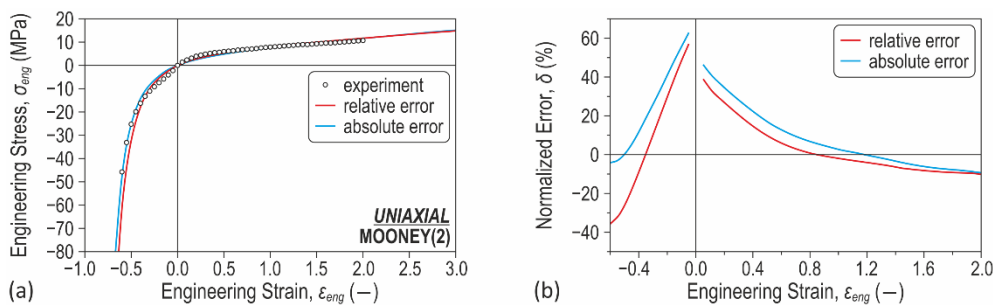 20
10
0
-10
-20
-30
-40
-50
-60
-70
-80
Engineering Stress, σeng (MPa)
experiment
relative error
absolute error
UNIAXIAL
MOONEY(2)
-1.0 -0.5 0.0 0.5 1.0 1.5 2.0 2.5 3.0
(a) Engineering Strain, εeng (—)
60
40
20
0
-20
-40
Normalized Error, δ (%)
relative error
absolute error
-0.4 0.0 0.4 0.8 1.2 1.6 2.0
(b) Engineering Strain, εeng (—)